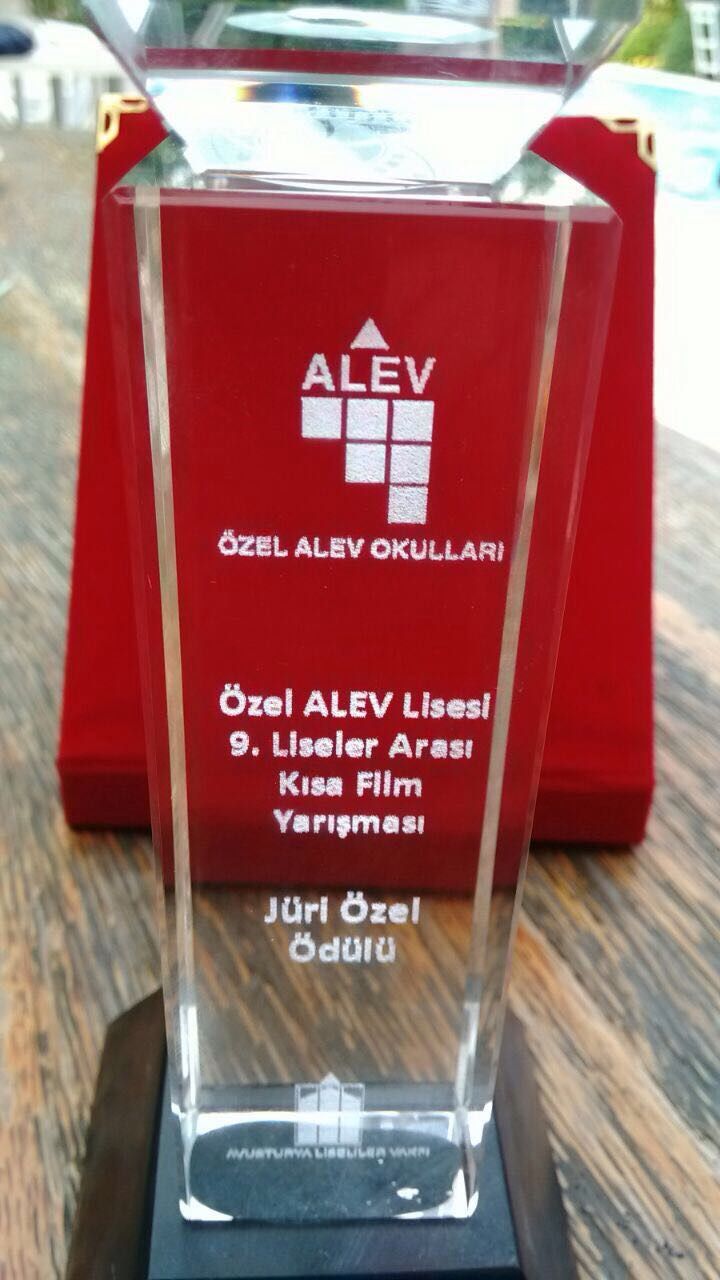 ALEV
ÖZEL ALEV OKULLARI
Özel ALEV Lisesi
9. Liseler Arası
Kısa Film
Yarışması
Jüri Özel
Ödülü
AVUSTURYA LİSELİLER VAKFI